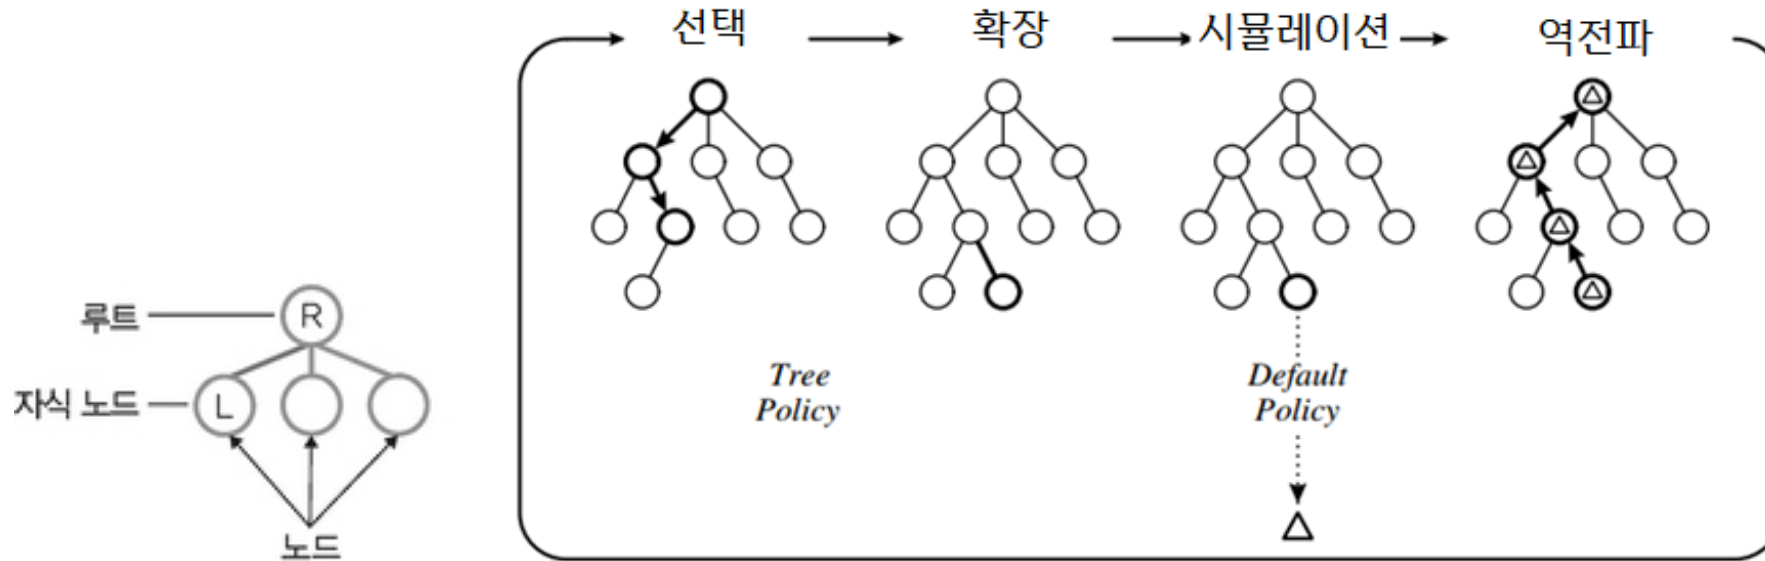 선택
확장
시뮬레이션
역전파
루트
R
자식 노드
L
노드
Tree
Policy
Default
Policy